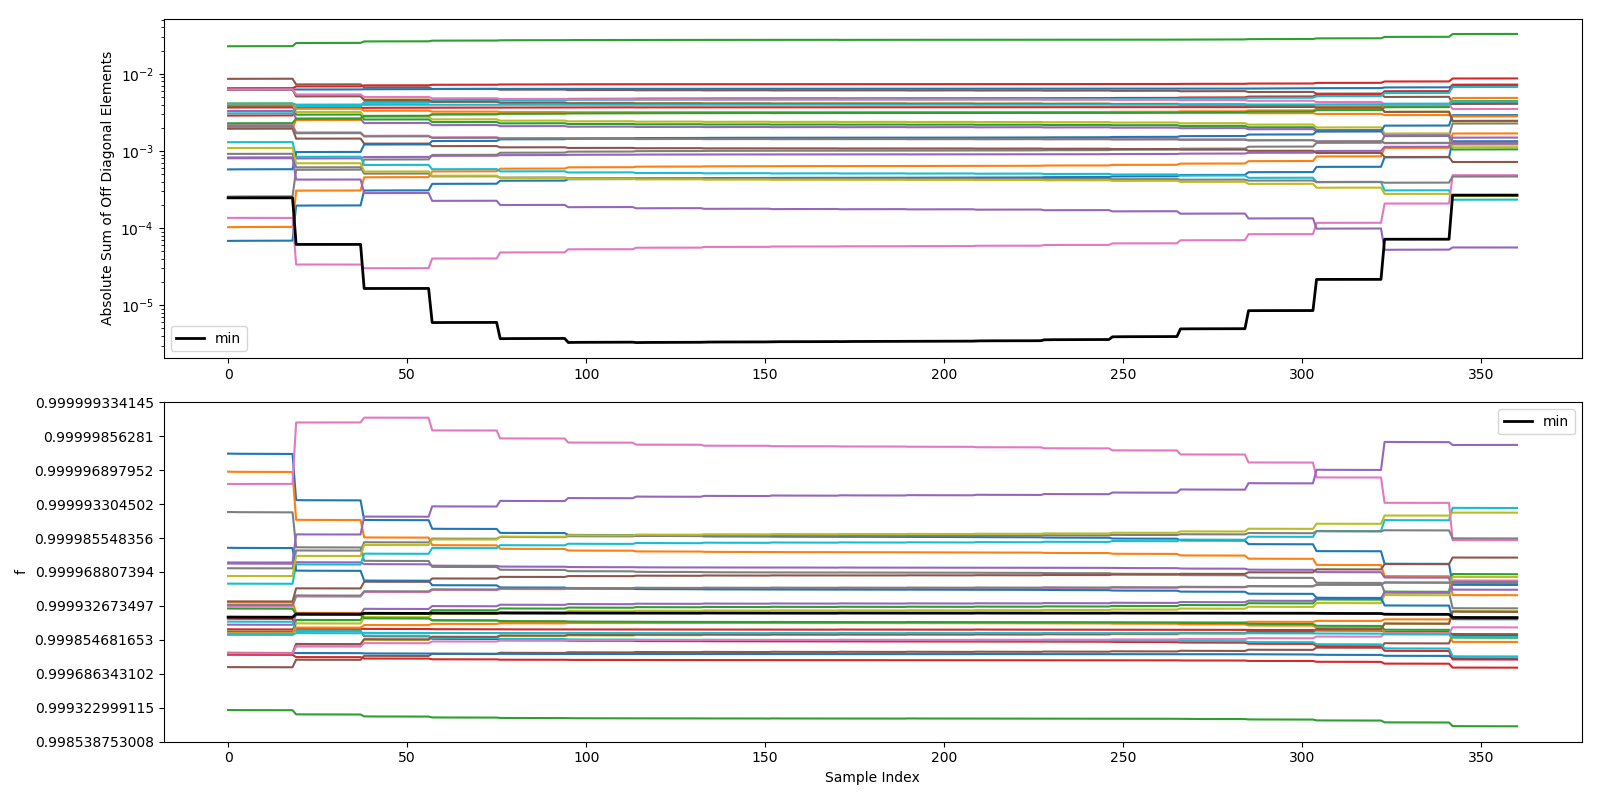 Absolute Sum of Off Diagonal Elements
10⁻²
10⁻³
10⁻⁴
10⁻⁵
min
0 50 100 150 200 250 300 350
f
0.999999334145
0.99999856281
0.999996897952
0.999993304502
0.999985548356
0.999968807394
0.999932673497
0.999854681653
0.999686343102
0.999322999115
0.998538753008
min
0 50 100 150 200 250 300 350
Sample Index